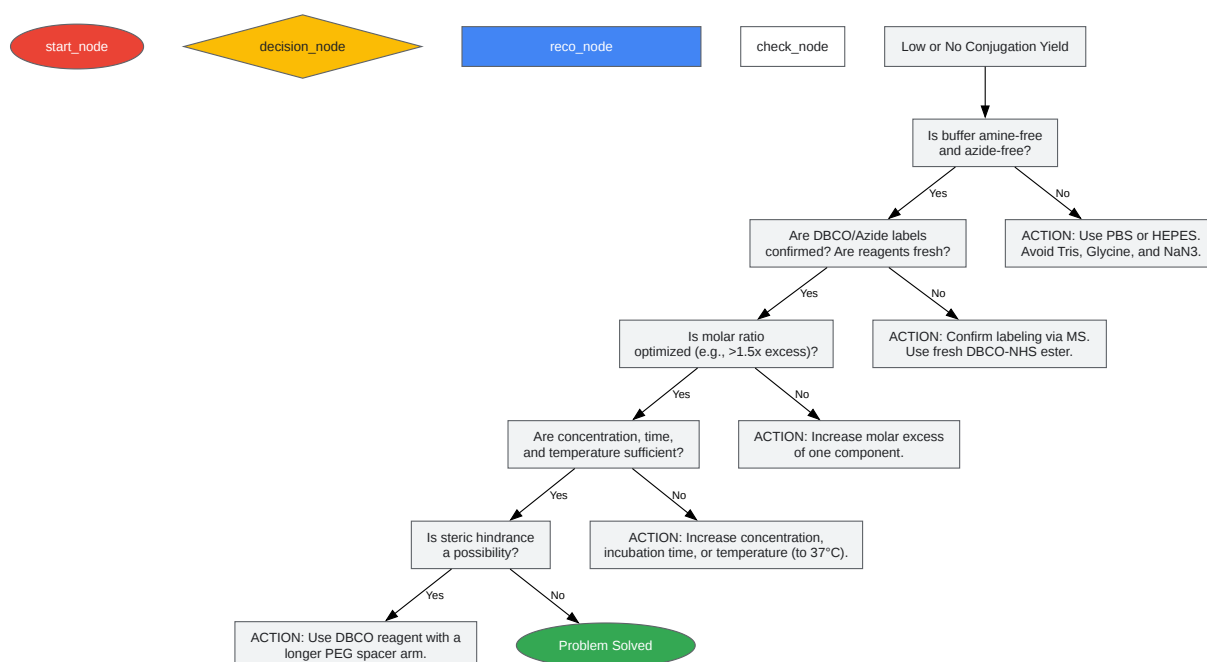 start_node
decision_node
reco_node
check_node
Low or No Conjugation Yield
Is buffer amine-free
and azide-free?
Yes
No
Are DBCO/Azide labels
confirmed? Are reagents fresh?
ACTION: Use PBS or HEPES.
Avoid Tris, Glycine, and NaN3.
Yes
No
Is molar ratio
optimized (e.g., >1.5x excess)?
ACTION: Confirm labeling via MS.
Use fresh DBCO-NHS ester.
Yes
No
Are concentration, time,
and temperature sufficient?
ACTION: Increase molar excess
of one component.
Yes
No
Is steric hindrance
a possibility?
ACTION: Increase concentration,
incubation time, or temperature (to 37°C).
Yes
No
ACTION: Use DBCO reagent with a
longer PEG spacer arm.
Problem Solved